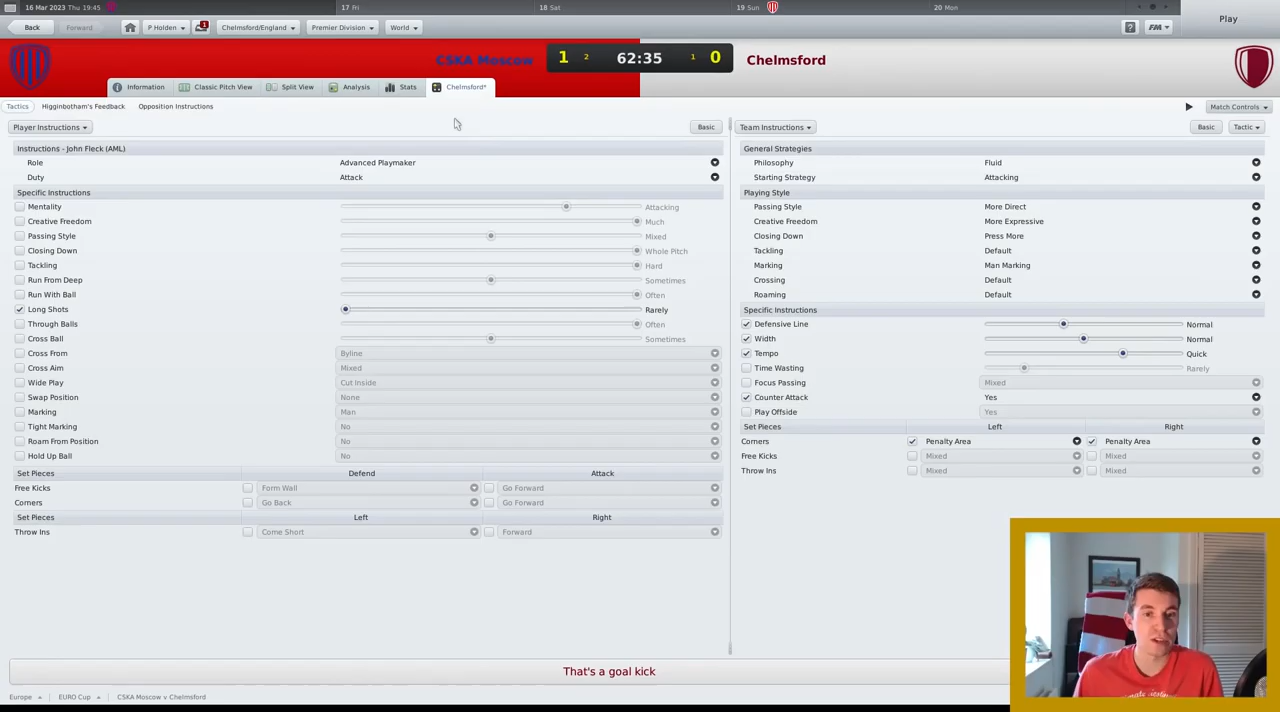 16 Mar 2023 Thu 19:45 17 Fri 18 Sat 19 Sun 20 Mon
Back Forward P Holden 1 Chelmsford/England Premier Division World ? FM Play
CSKA Moscow 1 2 62:35 1 0 Chelmsford
Information Classic Pitch View Split View Analysis Stats Chelmsford*
Tactics Higginbotham's Feedback Opposition Instructions Match Controls
Player Instructions Basic Team Instructions Basic Tactic
Instructions - John Fleck (AML) General Strategies
Role Advanced Playmaker Philosophy Fluid
Duty Attack Starting Strategy Attacking
Specific Instructions Playing Style
Mentality Attacking Passing Style More Direct
Creative Freedom Much Creative Freedom More Expressive
Passing Style Mixed Closing Down Press More
Closing Down Whole Pitch Tackling Default
Tackling Hard Marking Man Marking
Run From Deep Sometimes Crossing Default
Run With Ball Often Roaming Default
Long Shots Rarely Specific Instructions
Through Balls Often Defensive Line Normal
Cross Ball Sometimes Width Normal
Cross From Byline Tempo Quick
Cross Aim Mixed Time Wasting Rarely
Wide Play Cut Inside Focus Passing Mixed
Swap Position None Counter Attack Yes
Marking Man Play Offside Yes
Tight Marking No Set Pieces Left Right
Roam From Position No Corners Penalty Area Penalty Area
Hold Up Ball No Free Kicks Mixed Mixed
Set Pieces Defend Attack Throw Ins Mixed Mixed
Free Kicks Form Wall Go Forward
Corners Go Back Go Forward
Set Pieces Left Right
Throw Ins Come Short Forward
That's a goal kick
Europe EURO Cup CSKA Moscow v Chelmsford